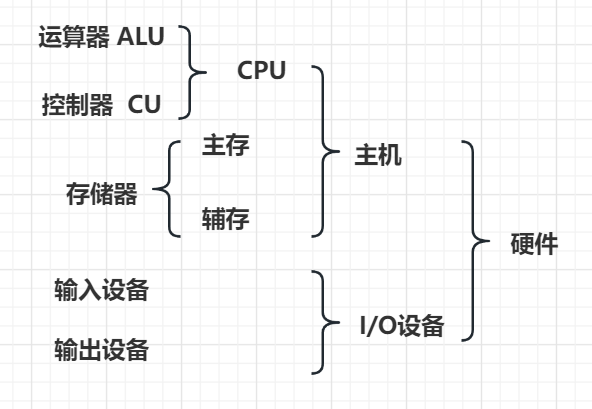 运算器 ALU
CPU
控制器 CU
主存
主机
存储器
辅存
硬件
输入设备
I/O设备
输出设备